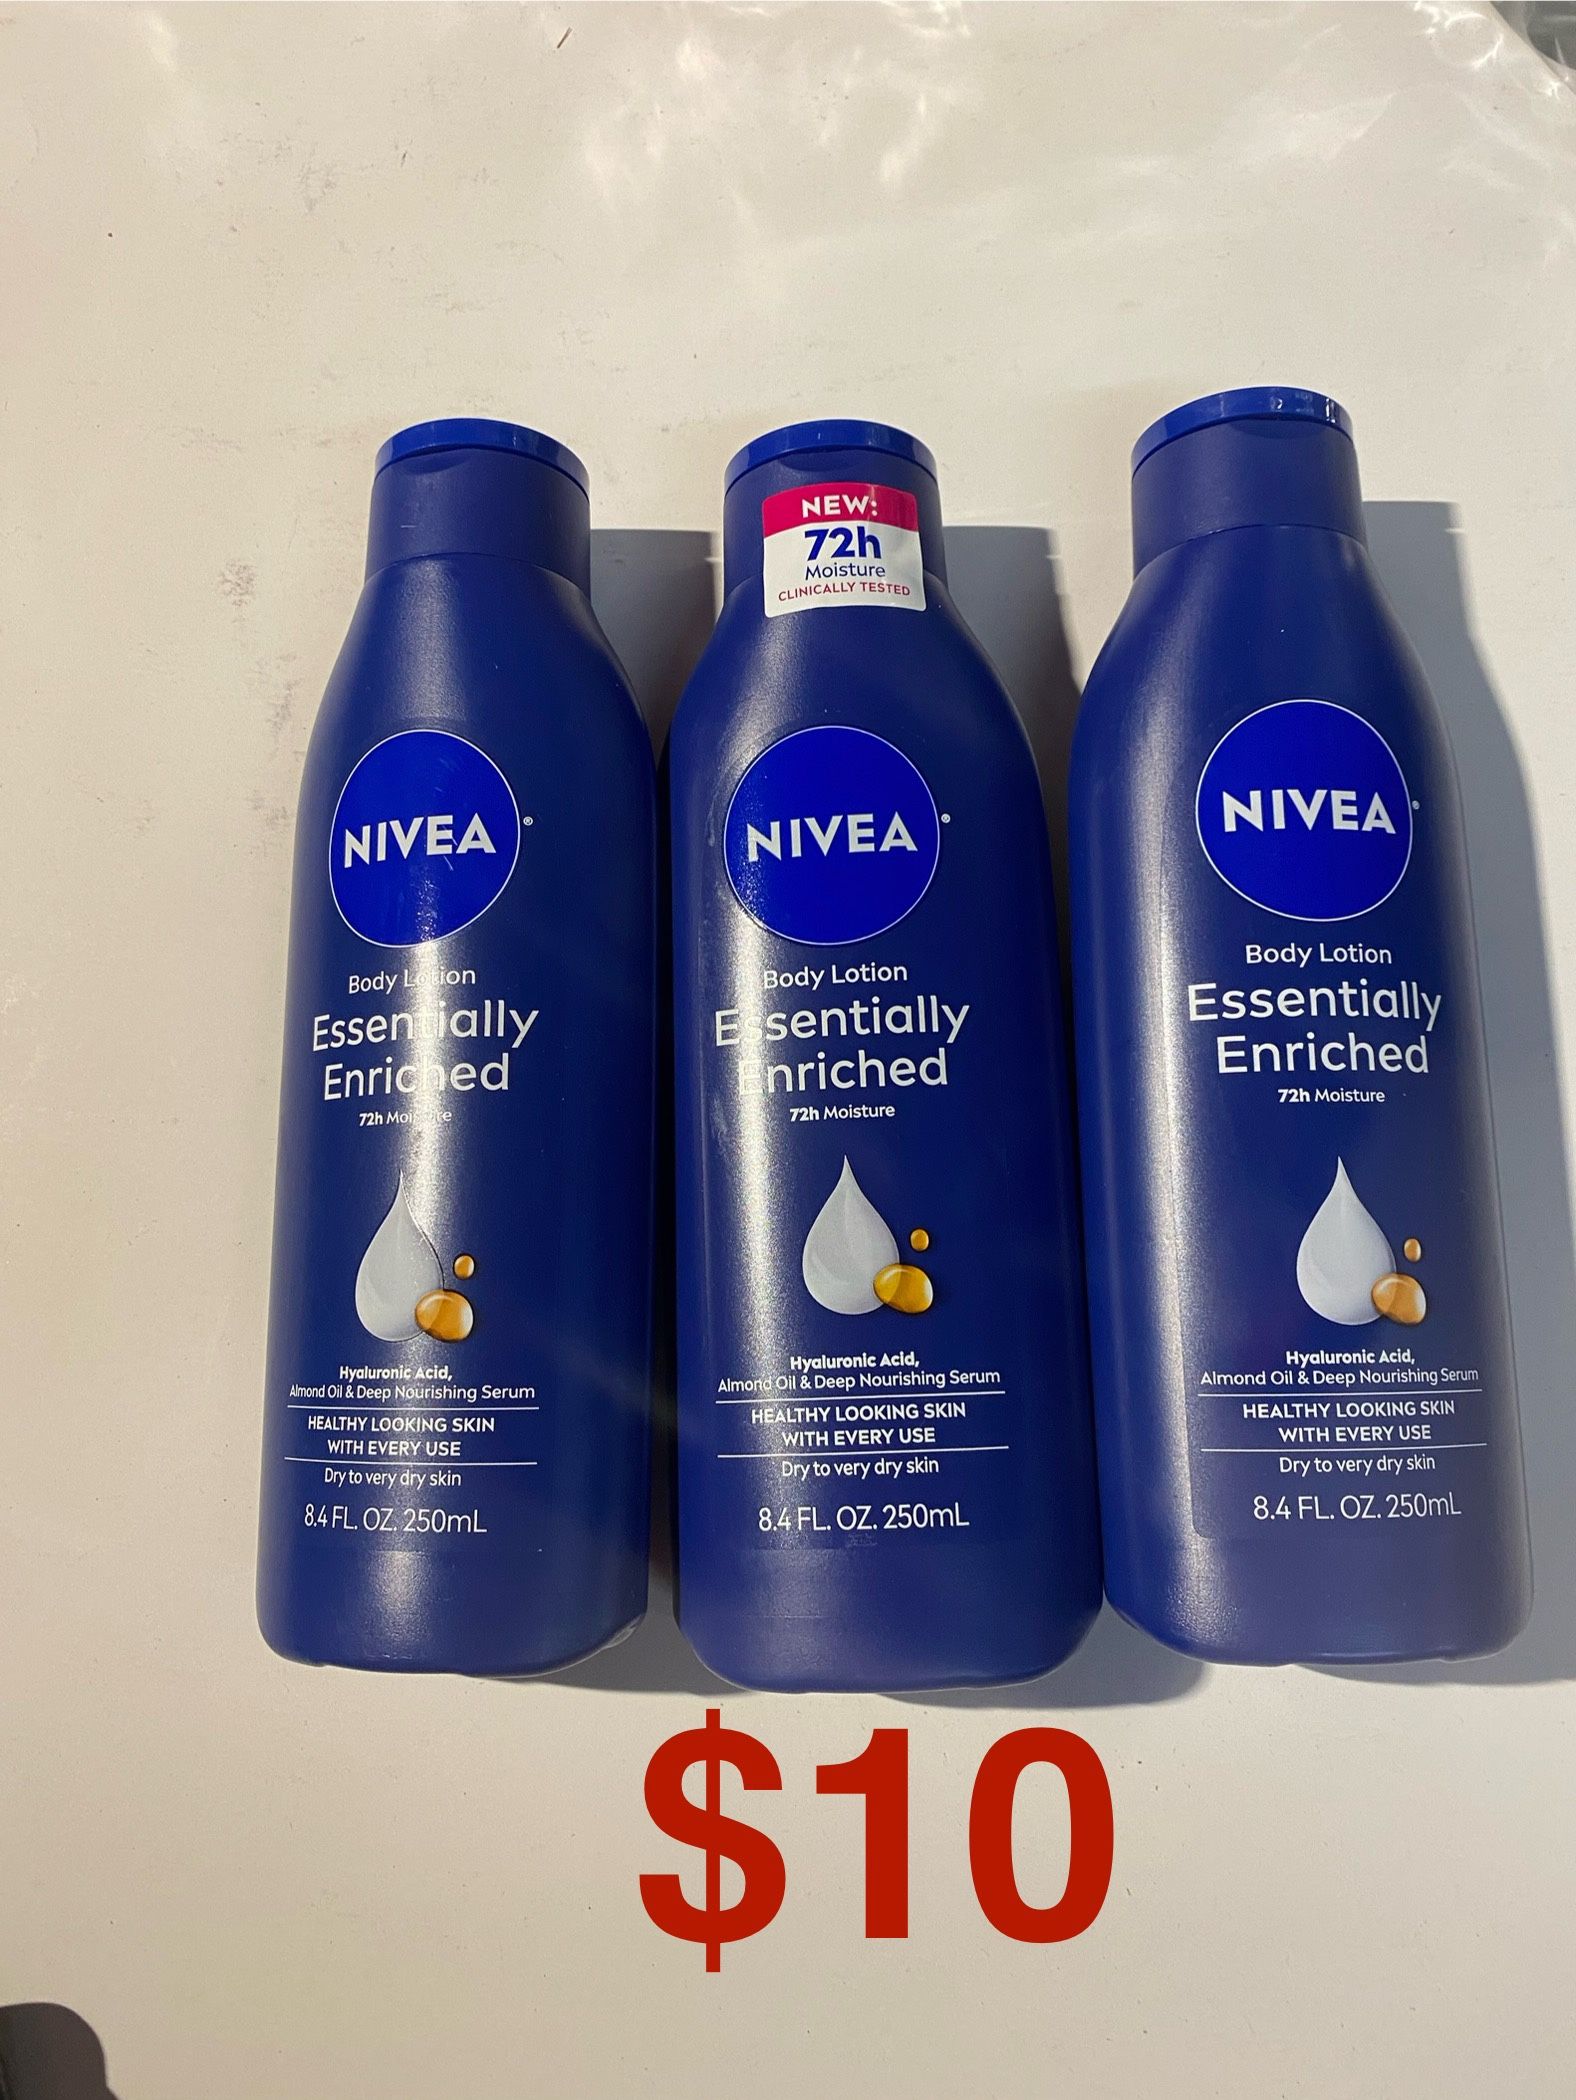 NIVEA®
Body Lotion
Essentially
Enriched
72h Moisture
Hyaluronic Acid,
Almond Oil & Deep Nourishing Serum
HEALTHY LOOKING SKIN
WITH EVERY USE
Dry to very dry skin
8.4 FL. OZ. 250mL
NEW:
72h
Moisture
CLINICALLY TESTED
NIVEA®
Body Lotion
Essentially
Enriched
72h Moisture
Hyaluronic Acid,
Almond Oil & Deep Nourishing Serum
HEALTHY LOOKING SKIN
WITH EVERY USE
Dry to very dry skin
8.4 FL. OZ. 250mL
NIVEA®
Body Lotion
Essentially
Enriched
72h Moisture
Hyaluronic Acid,
Almond Oil & Deep Nourishing Serum
HEALTHY LOOKING SKIN
WITH EVERY USE
Dry to very dry skin
8.4 FL. OZ. 250mL
$10